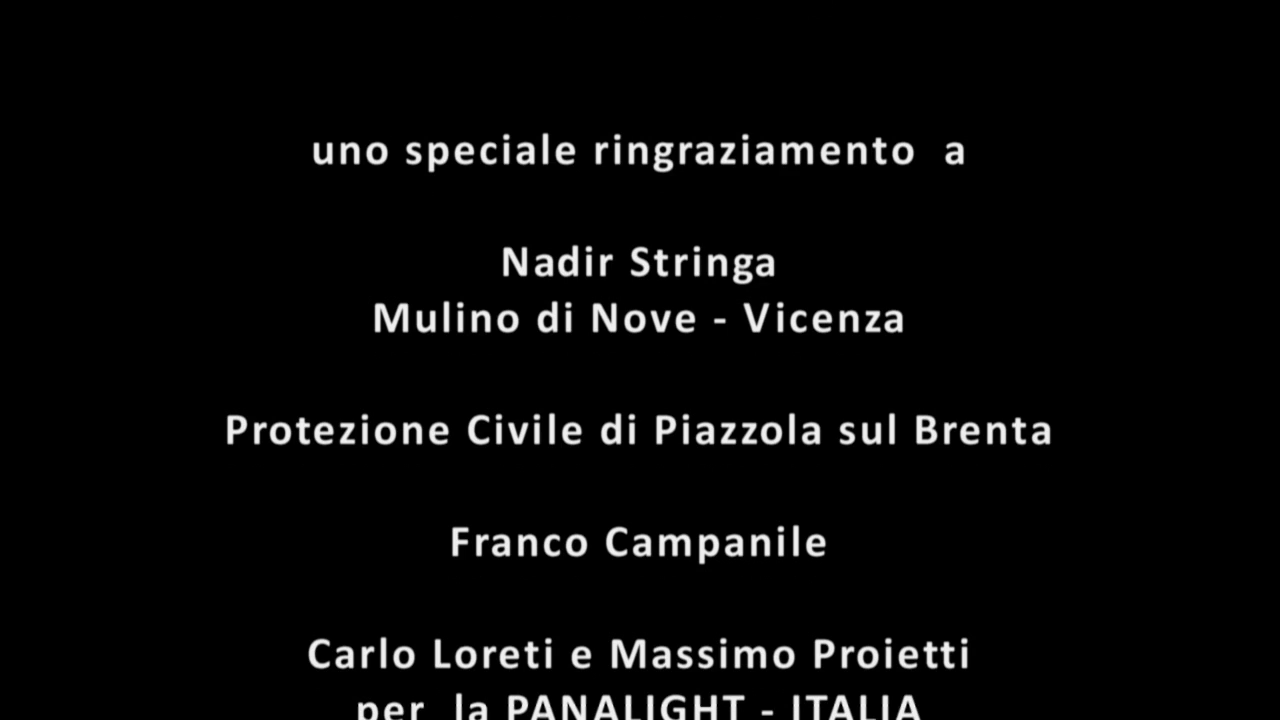 uno speciale ringraziamento  a
Nadir Stringa
Mulino di Nove - Vicenza
Protezione Civile di Piazzola sul Brenta
Franco Campanile
Carlo Loreti e Massimo Proietti
per  la PANALIGHT - ITALIA